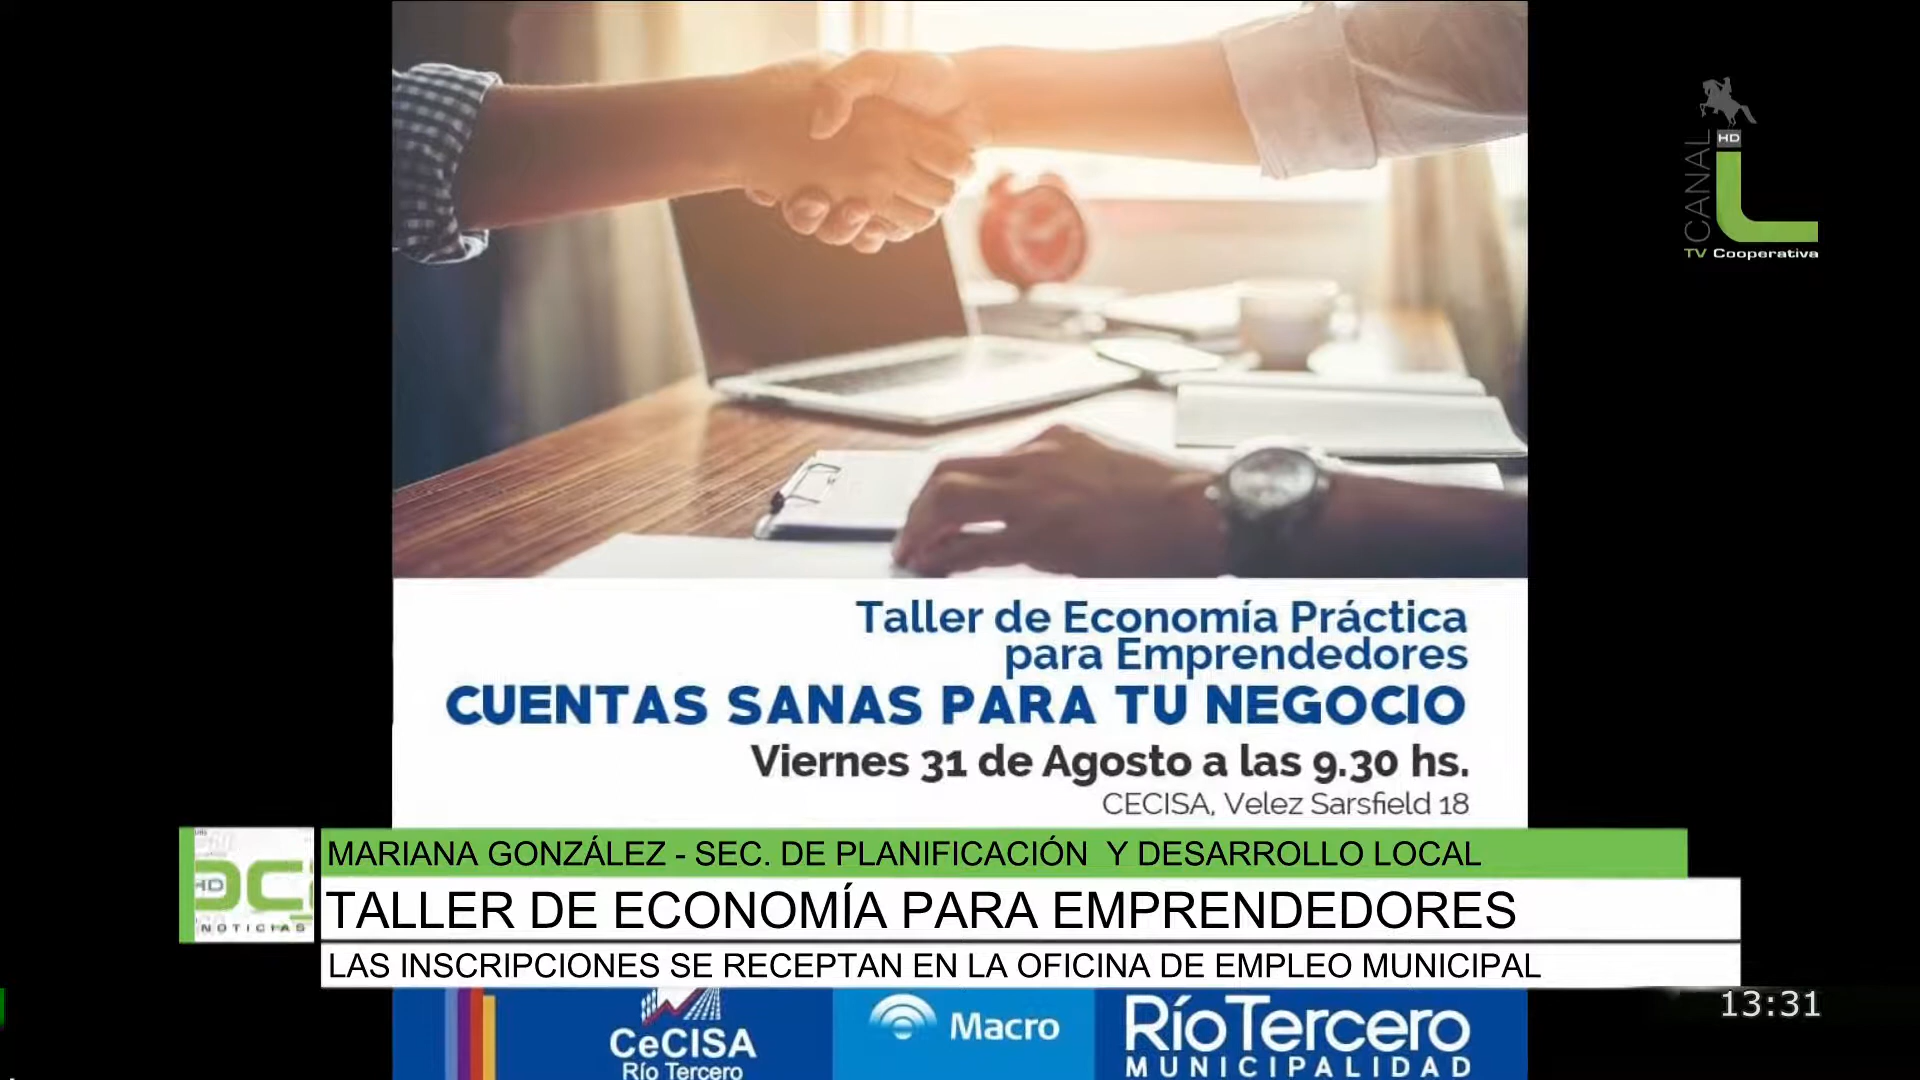 CANAL
HD
TV Cooperativa
Taller de Economía Práctica
para Emprendedores
CUENTAS SANAS PARA TU NEGOCIO
Viernes 31 de Agosto a las 9.30 hs.
CECISA, Velez Sarsfield 18
MARIANA GONZÁLEZ - SEC. DE PLANIFICACIÓN Y DESARROLLO LOCAL
HD
NOTICIAS
TALLER DE ECONOMÍA PARA EMPRENDEDORES
LAS INSCRIPCIONES SE RECEPTAN EN LA OFICINA DE EMPLEO MUNICIPAL
CeCISA
Río Tercero
Macro
RíoTercero
MUNICIPALIDAD
13:31